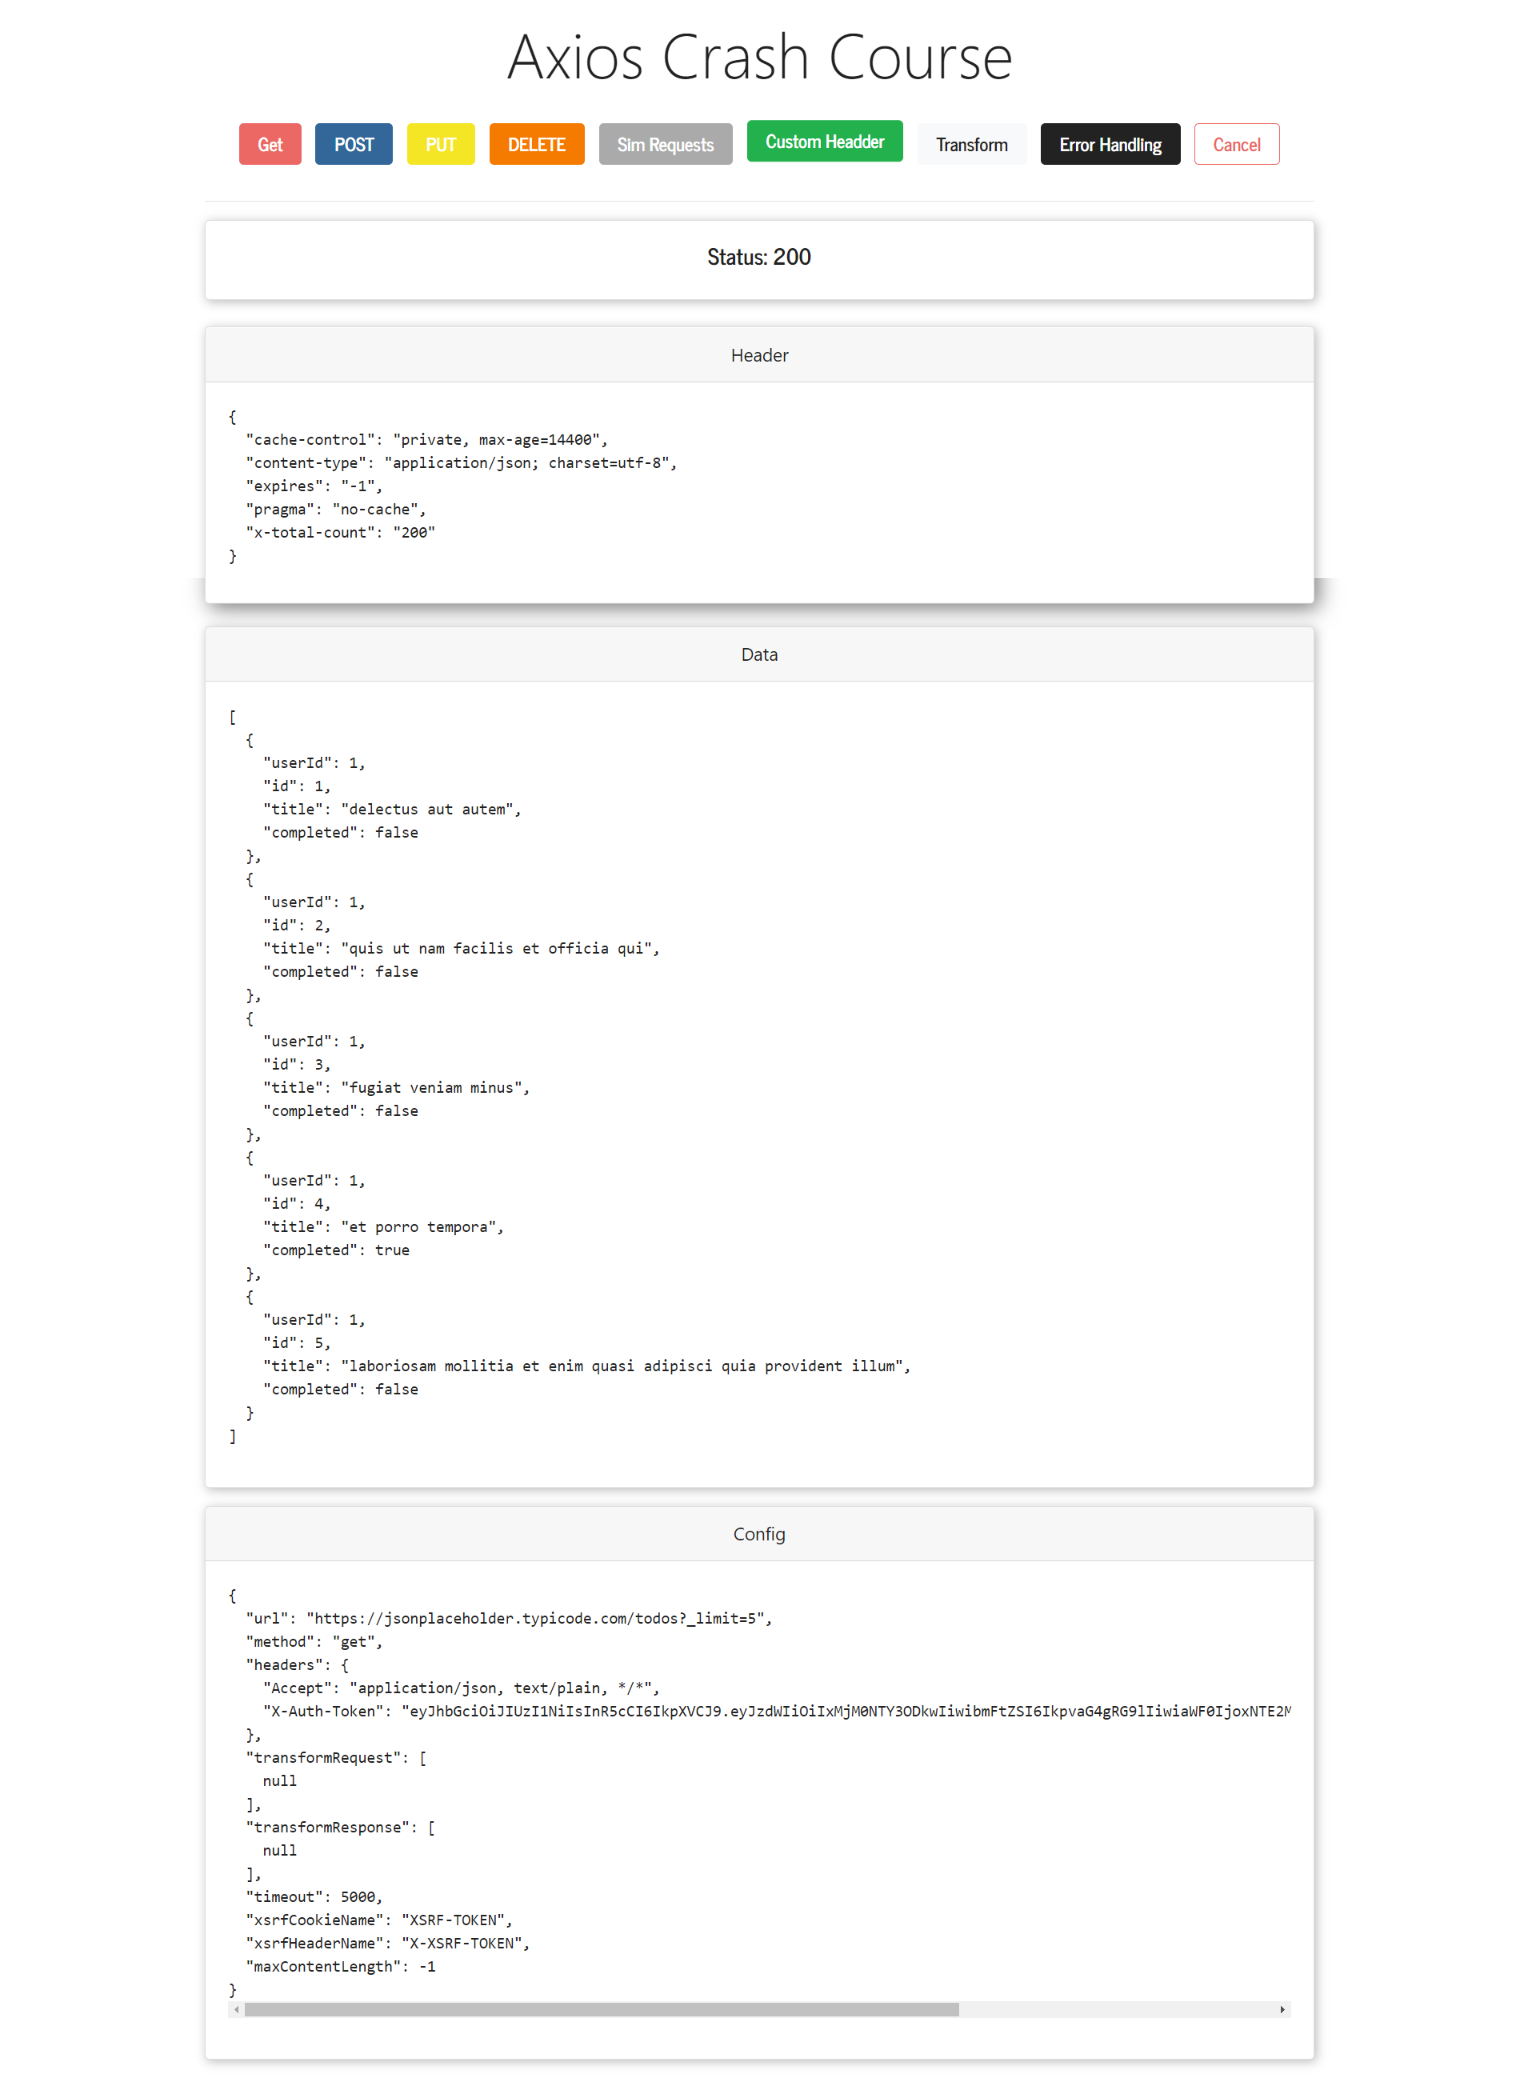 Axios Crash Course
Get POST PUT DELETE Sim Requests Custom Headder Transform Error Handling Cancel
Status: 200
Header
{
  "cache-control": "private, max-age=14400",
  "content-type": "application/json; charset=utf-8",
  "expires": "-1",
  "pragma": "no-cache",
  "x-total-count": "200"
}
Data
[
  {
    "userId": 1,
    "id": 1,
    "title": "delectus aut autem",
    "completed": false
  },
  {
    "userId": 1,
    "id": 2,
    "title": "quis ut nam facilis et officia qui",
    "completed": false
  },
  {
    "userId": 1,
    "id": 3,
    "title": "fugiat veniam minus",
    "completed": false
  },
  {
    "userId": 1,
    "id": 4,
    "title": "et porro tempora",
    "completed": true
  },
  {
    "userId": 1,
    "id": 5,
    "title": "laboriosam mollitia et enim quasi adipisci quia provident illum",
    "completed": false
  }
]
Config
{
  "url": "https://jsonplaceholder.typicode.com/todos?_limit=5",
  "method": "get",
  "headers": {
    "Accept": "application/json, text/plain, */*",
    "X-Auth-Token": "eyJhbGciOiJIUzI1NiIsInR5cCI6IkpXVCJ9.eyJzdWIiOiIxMjM0NTY3ODkwIiwibmFtZSI6IkpvaG4gRG9lIiwiaWF0IjoxNTE2M
  },
  "transformRequest": [
    null
  ],
  "transformResponse": [
    null
  ],
  "timeout": 5000,
  "xsrfCookieName": "XSRF-TOKEN",
  "xsrfHeaderName": "X-XSRF-TOKEN",
  "maxContentLength": -1
}